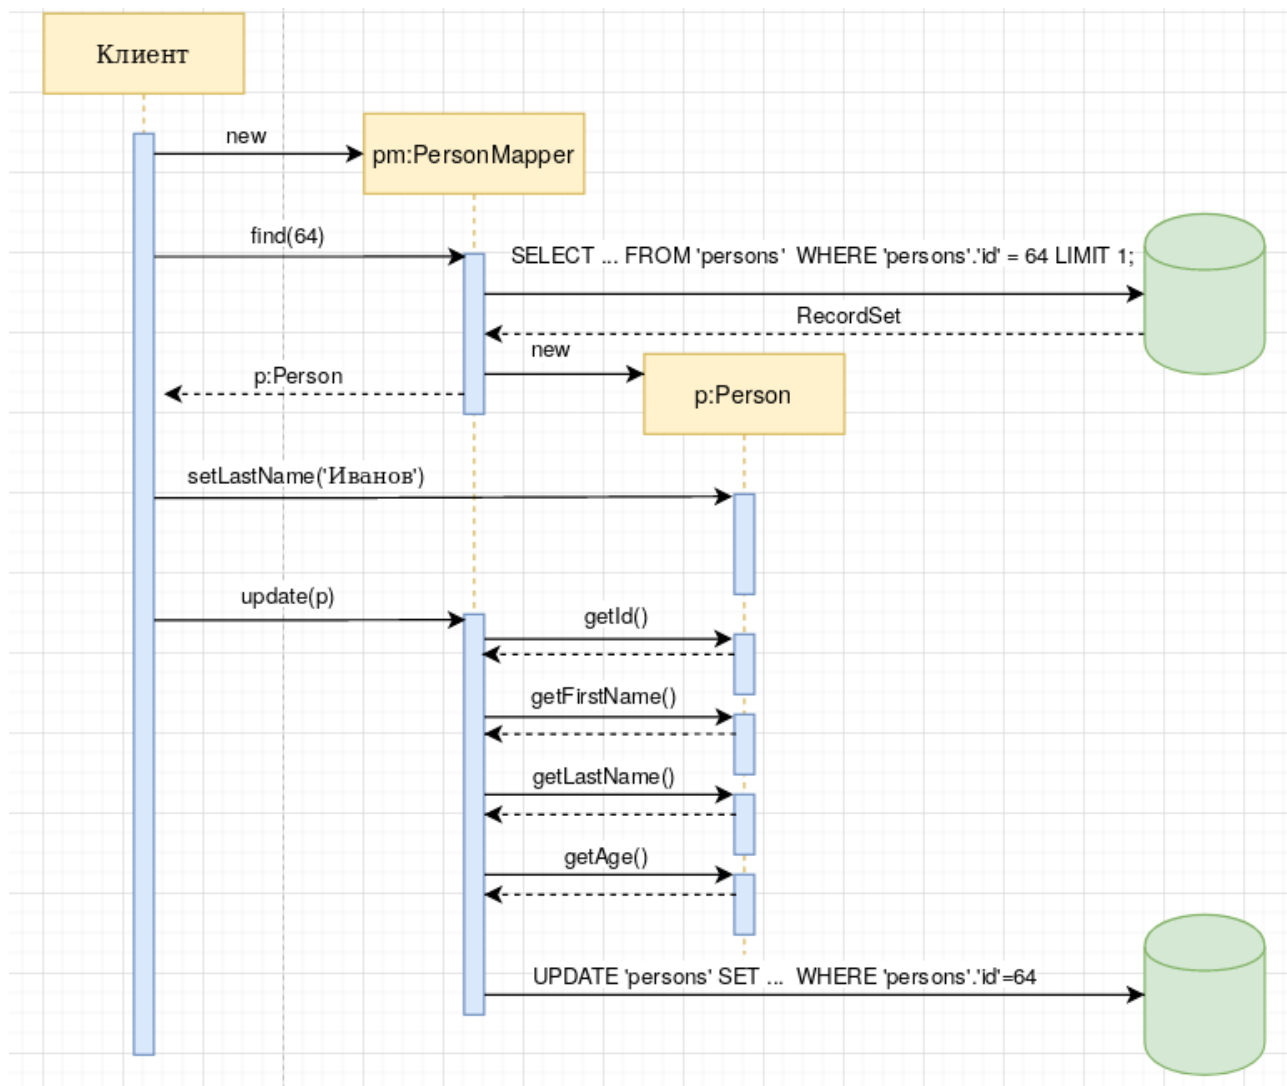 Клиент
new
pm:PersonMapper
find(64)
SELECT ... FROM 'persons' WHERE 'persons'.'id' = 64 LIMIT 1;
RecordSet
new
p:Person
p:Person
setLastName('Иванов')
update(p)
getId()
getFirstName()
getLastName()
getAge()
UPDATE 'persons' SET ... WHERE 'persons'.'id'=64